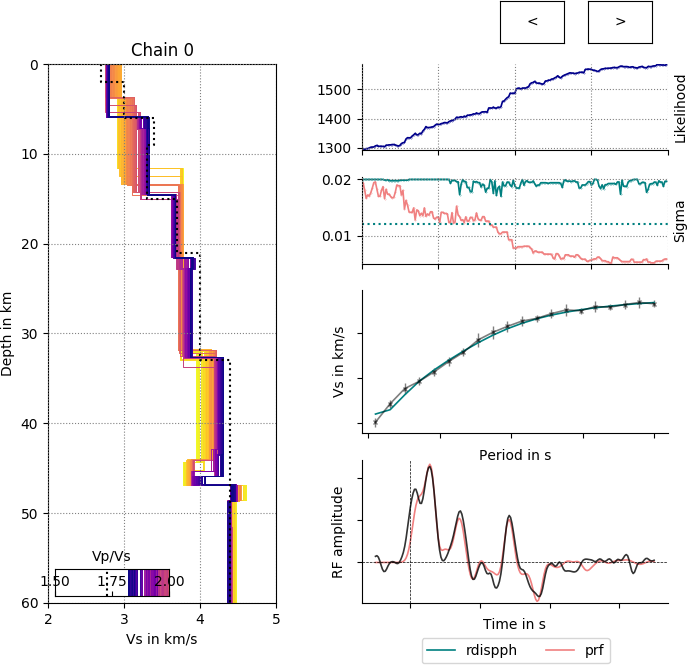 < >
Chain 0
0
10
20
30
40
50
60
Depth in km
2 3 4 5
Vs in km/s
Vp/Vs
1.50 1.75 2.00
1500
1400
1300
Likelihood
0.02
0.01
Sigma
Vs in km/s
Period in s
RF amplitude
Time in s
rdispph prf